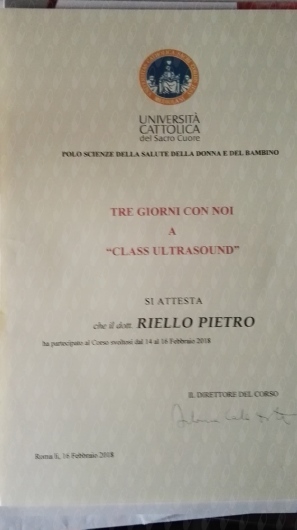 UNIVERSITÀ
CATTOLICA
del Sacro Cuore
POLO SCIENZE DELLA SALUTE DELLA DONNA E DEL BAMBINO
TRE GIORNI CON NOI
A
“CLASS ULTRASOUND”
SI ATTESTA
che il dott. RIELLO PIETRO
ha partecipato al Corso svoltosi dal 14 al 16 Febbraio 2018
IL DIRETTORE DEL CORSO
Roma lì, 16 Febbraio 2018